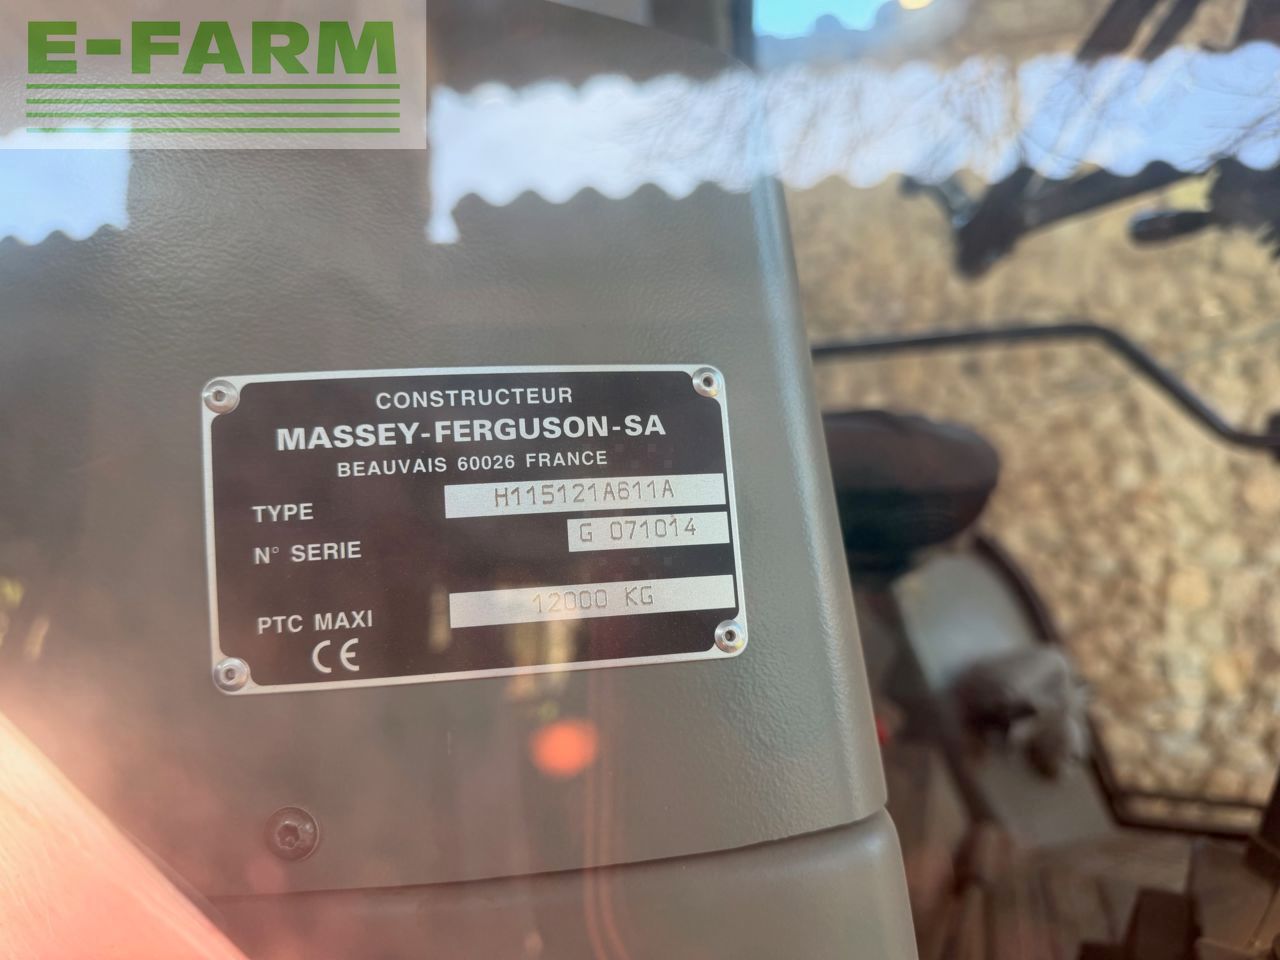 E-FARM
CONSTRUCTEUR
MASSEY-FERGUSON-SA
BEAUVAIS 60026 FRANCE
TYPE H115121A611A
N° SERIE G 071014
PTC MAXI 12000 KG
CE